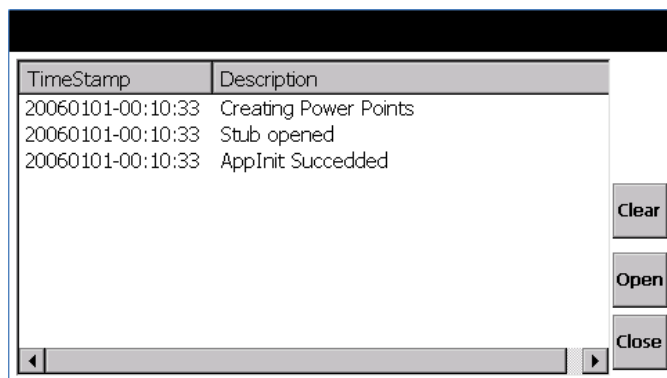 TimeStamp Description
20060101-00:10:33 Creating Power Points
20060101-00:10:33 Stub opened
20060101-00:10:33 AppInit Succedded
Clear
Open
Close